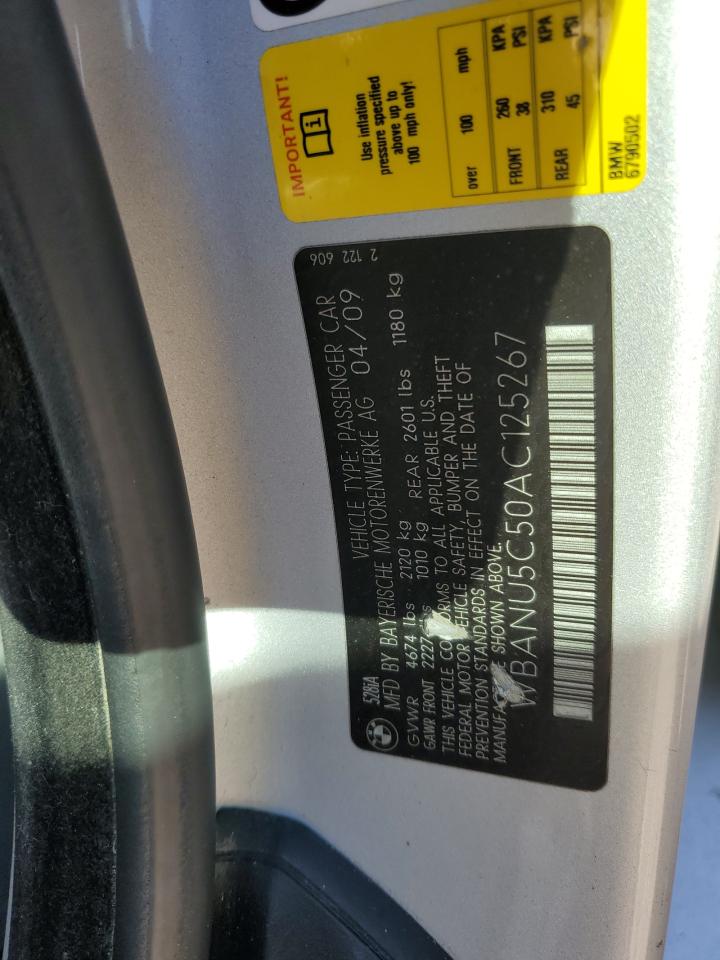 IMPORTANT!
i
Use inflation
pressure specified
above up to
100 mph only!
over 100 mph
KPA PSI
FRONT 260 38
KPA PSI
REAR 310 45
BMW
6790502
2 122 606
528iA VEHICLE TYPE: PASSENGER CAR
MFD BY BAYERISCHE MOTORENWERKE AG 04/09
GVWR 4674 lbs 2120 kg REAR 2601 lbs 1180 kg
GAWR FRONT 2227 1010 kg
THIS VEHICLE TO ALL APPLICABLE U.S.
FEDERAL MOTOR VEHICLE SAFETY, BUMPER AND THEFT
PREVENTION STANDARDS IN EFFECT ON THE DATE OF
SHOWN ABOVE.
WBANU5C50AC125267
BMW